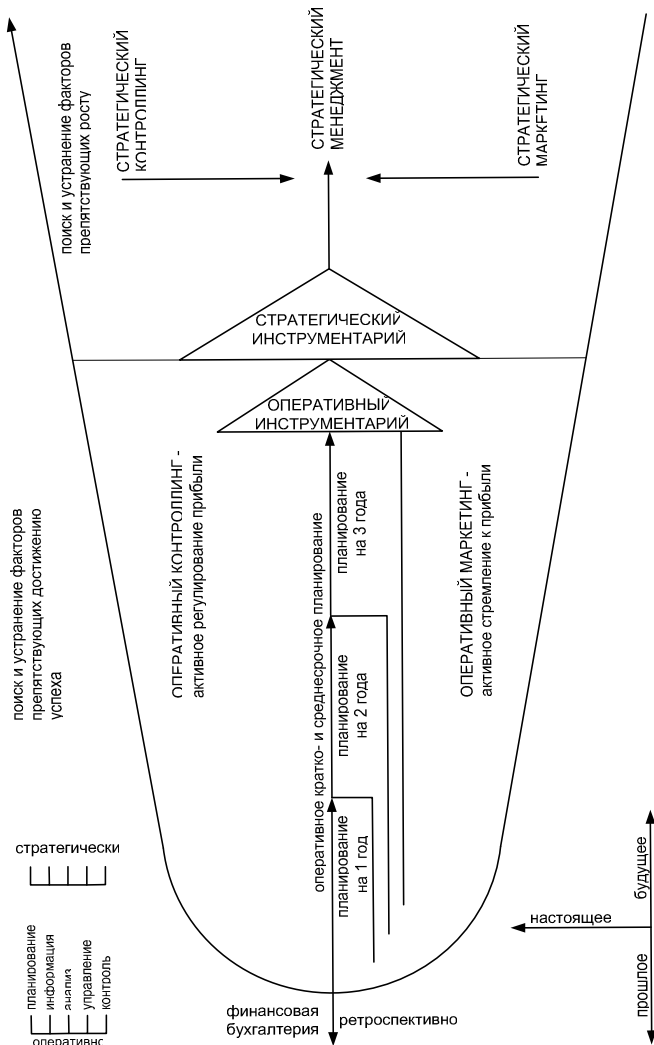 поиск и устранение факторов
препятствующих росту
СТРАТЕГИЧЕСКИЙ
КОНТРОЛЛИНГ
СТРАТЕГИЧЕСКИЙ
МЕНЕДЖМЕНТ
СТРАТЕГИЧЕСКИЙ
МАРКЕТИНГ
СТРАТЕГИЧЕСКИЙ
ИНСТРУМЕНТАРИЙ
ОПЕРАТИВНЫЙ
ИНСТРУМЕНТАРИЙ
поиск и устранение факторов
препятствующих достижению
успеха
ОПЕРАТИВНЫЙ КОНТРОЛЛИНГ -
активное регулирование прибыли
оперативное кратко- и среднесрочное планирование
планирование
на 3 года
планирование
на 2 года
планирование
на 1 год
ОПЕРАТИВНЫЙ МАРКЕТИНГ -
активное стремление к прибыли
стратегически
планирование
информация
анализ
управление
контроль
оперативно
финансовая
бухгалтерия
ретроспективно
настоящее
будущее
прошлое